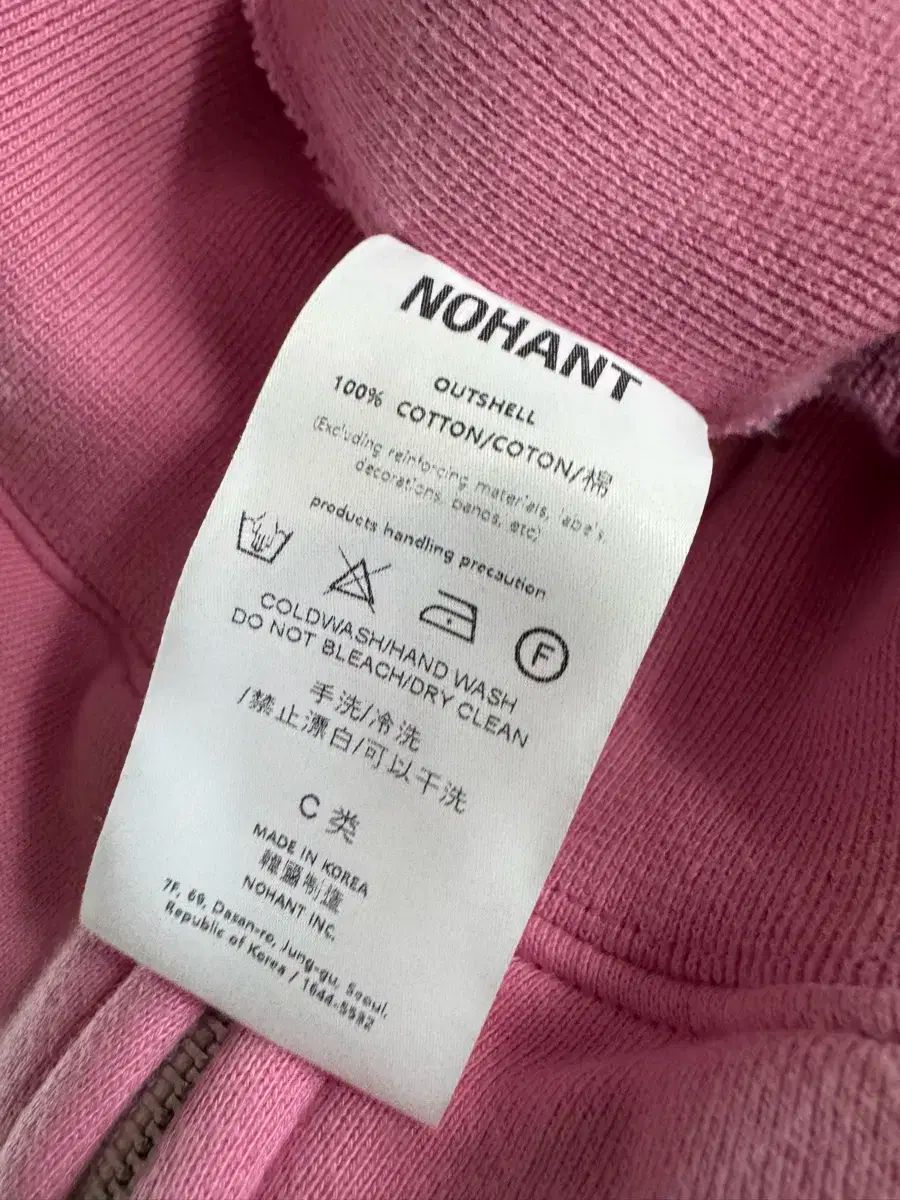 NOHANT
OUTSHELL
100% COTTON/COTON/棉
(Excluding reinforcing materials, labels,
decorations, bands, etc)
products handling precaution
F
COLDWASH/HAND WASH
DO NOT BLEACH/DRY CLEAN
手洗/冷洗
/禁止漂白/可以干洗
C 类
MADE IN KOREA
韓國制造
NOHANT INC.
7F, 69, Dasan-ro, Jung-gu, Seoul,
Republic of Korea / 1644-5592